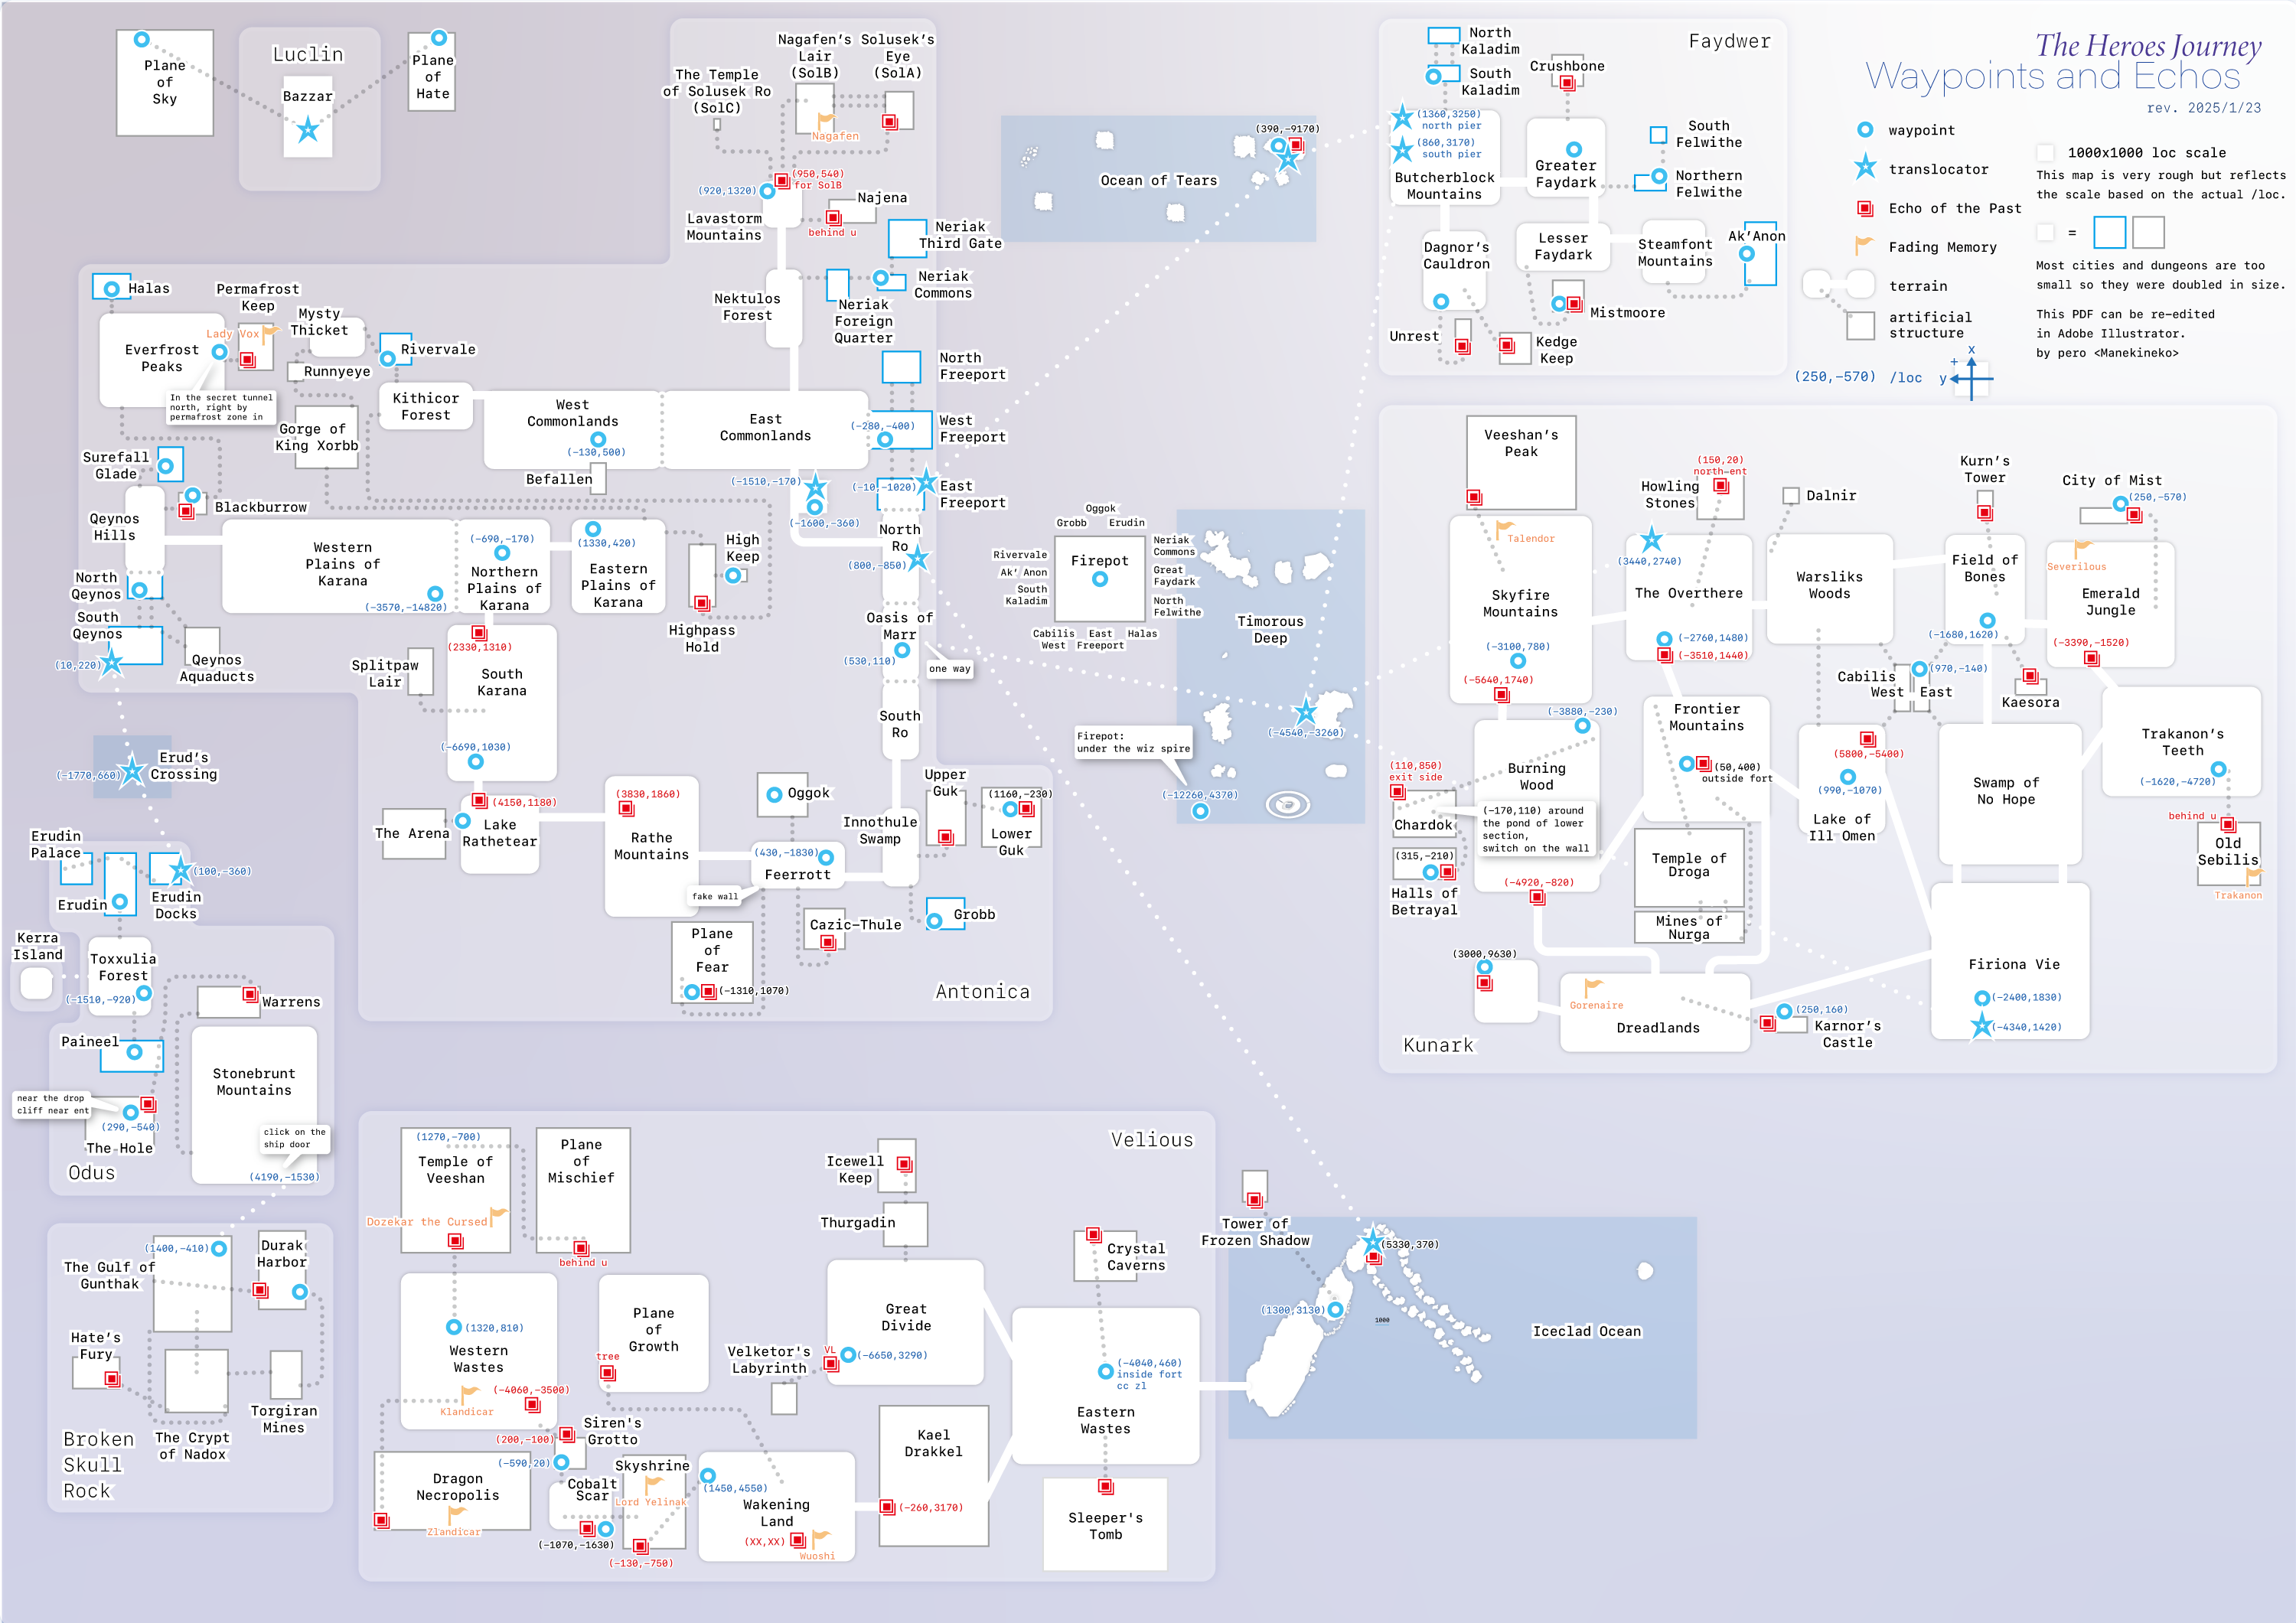 The Heroes Journey
Waypoints and Echos
rev. 2025/1/23
waypoint
translocator
Echo of the Past
Fading Memory
terrain
artificial
structure
1000x1000 loc scale
This map is very rough but reflects
the scale based on the actual /loc.
=
Most cities and dungeons are too
small so they were doubled in size.
This PDF can be re-edited
in Adobe Illustrator.
by pero <Manekineko>
(250,-570) /loc
x
+
y
Plane
of
Sky
Luclin
Bazzar
Plane
of
Hate
Nagafen's
Lair
(SolB)
Solusek's
Eye
(SolA)
The Temple
of Solusek Ro
(SolC)
Nagafen
(950,540)
for SolB
(920,1320)
Lavastorm
Mountains
Najena
behind u
Neriak
Third Gate
Neriak
Commons
Neriak
Foreign
Quarter
Nektulos
Forest
Halas
Permafrost
Keep
Lady Vox
Mysty
Thicket
Rivervale
Everfrost
Peaks
Runnyeye
In the secret tunnel
north, right by
permafrost zone in
Kithicor
Forest
Gorge of
King Xorbb
West
Commonlands
(-130,500)
Befallen
East
Commonlands
North
Freeport
(-280,-400)
West
Freeport
(-1510,-170)
(-10,-1020)
East
Freeport
(-1600,-360)
Surefall
Glade
Blackburrow
Qeynos
Hills
North
Qeynos
South
Qeynos
(10,220)
Qeynos
Aquaducts
Western
Plains of
Karana
(-3570,-14820)
(-690,-170)
Northern
Plains of
Karana
(1330,420)
Eastern
Plains of
Karana
High
Keep
Highpass
Hold
North
Ro
(800,-850)
Oasis of
Marr
(530,110)
one way
South
Ro
(2330,1310)
South
Karana
Splitpaw
Lair
(-6690,1030)
(4150,1180)
The Arena
Lake
Rathetear
(3830,1860)
Rathe
Mountains
Oggok
(430,-1830)
Feerrott
fake wall
Innothule
Swamp
Upper
Guk
(1160,-230)
Lower
Guk
Grobb
Cazic-Thule
Plane
of
Fear
(-1310,1070)
Antonica
Erud's
Crossing
(-1770,660)
Erudin
Palace
Erudin
(100,-360)
Erudin
Docks
Kerra
Island
Toxxulia
Forest
(-1510,-920)
Warrens
Paineel
Stonebrunt
Mountains
near the drop
cliff near ent
(290,-540)
The Hole
click on the
ship door
(4190,-1530)
Odus
(1400,-410)
The Gulf of
Gunthak
Durak
Harbor
Hate's
Fury
The Crypt
of Nadox
Torgiran
Mines
Broken
Skull
Rock
Ocean of Tears
(390,-9170)
Oggok
Grobb
Erudin
Rivervale
Neriak
Commons
Firepot
Ak' Anon
Great
Faydark
South
Kaladim
North
Felwithe
Cabilis
West
East
Freeport
Halas
Timorous
Deep
(-4540,-3260)
Firepot:
under the wiz spire
(-12260,4370)
Faydwer
North
Kaladim
South
Kaladim
Crushbone
(1360,3250)
north pier
(860,3170)
south pier
Butcherblock
Mountains
Greater
Faydark
South
Felwithe
Northern
Felwithe
Dagnor's
Cauldron
Lesser
Faydark
Steamfont
Mountains
Ak'Anon
Unrest
Kedge
Keep
Mistmoore
Veeshan's
Peak
(150,20)
north-ent
Howling
Stones
Dalnir
Kurn's
Tower
City of Mist
(250,-570)
Talendor
Skyfire
Mountains
(-3100,780)
(-5640,1740)
(3440,2740)
The Overthere
(-2760,1480)
(-3510,1440)
Warsliks
Woods
Field of
Bones
(-1680,1620)
Severilous
Emerald
Jungle
(-3390,-1520)
Cabilis
West
East
(970,-140)
Kaesora
(-3880,-230)
Burning
Wood
(110,850)
exit side
Chardok
(-170,110) around
the pond of lower
section,
switch on the wall
(315,-210)
Halls of
Betrayal
(-4920,-820)
Frontier
Mountains
(50,400)
outside fort
Temple of
Droga
Mines of
Nurga
(5800,-5400)
(990,-1070)
Lake of
Ill Omen
Swamp of
No Hope
Trakanon's
Teeth
(-1620,-4720)
behind u
Old
Sebilis
Trakanon
Firiona Vie
(-2400,1830)
(-4340,1420)
(3000,9630)
Gorenaire
Dreadlands
(250,160)
Karnor's
Castle
Kunark
Velious
(1270,-700)
Temple of
Veeshan
Dozekar the Cursed
Plane
of
Mischief
behind u
Icewell
Keep
Thurgadin
Crystal
Caverns
Tower of
Frozen Shadow
(5330,370)
(1300,3130)
1000
Iceclad Ocean
(1320,810)
Western
Wastes
(-4060,-3500)
Klandicar
Plane
of
Growth
tree
Great
Divide
(-6650,3290)
VL
Velketor's
Labyrinth
(-4040,460)
inside fort
cc zl
Eastern
Wastes
Siren's
Grotto
(200,-100)
(-590,20)
Dragon
Necropolis
Zlandicar
Cobalt
Scar
(-1070,-1630)
Skyshrine
Lord Yelinak
(-130,-750)
(1450,4550)
Wakening
Land
(XX,XX)
Wuoshi
Kael
Drakkel
(-260,3170)
Sleeper's
Tomb